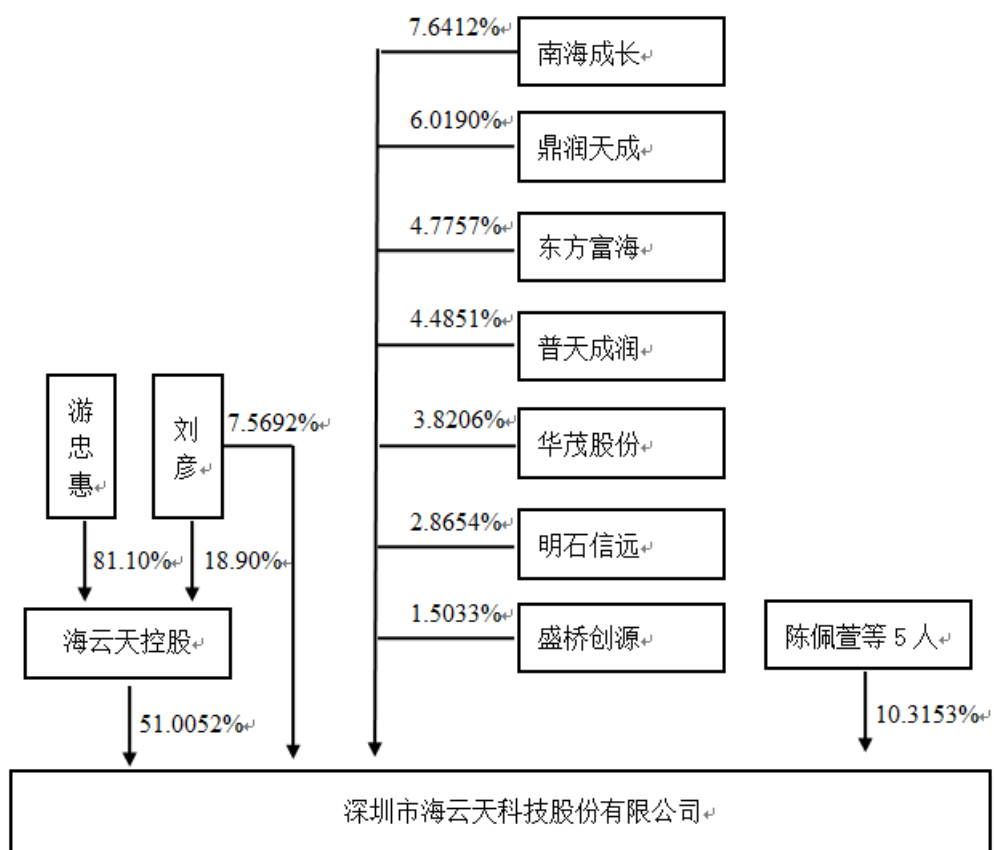 7.6412%
南海成长
6.0190%
鼎润天成
4.7757%
东方富海
4.4851%
普天成润
3.8206%
华茂股份
2.8654%
明石信远
1.5033%
盛桥创源
游
忠
惠
刘
彦
7.5692%
81.10%
18.90%
海云天控股
51.0052%
陈佩萱等 5 人
10.3153%
深圳市海云天科技股份有限公司